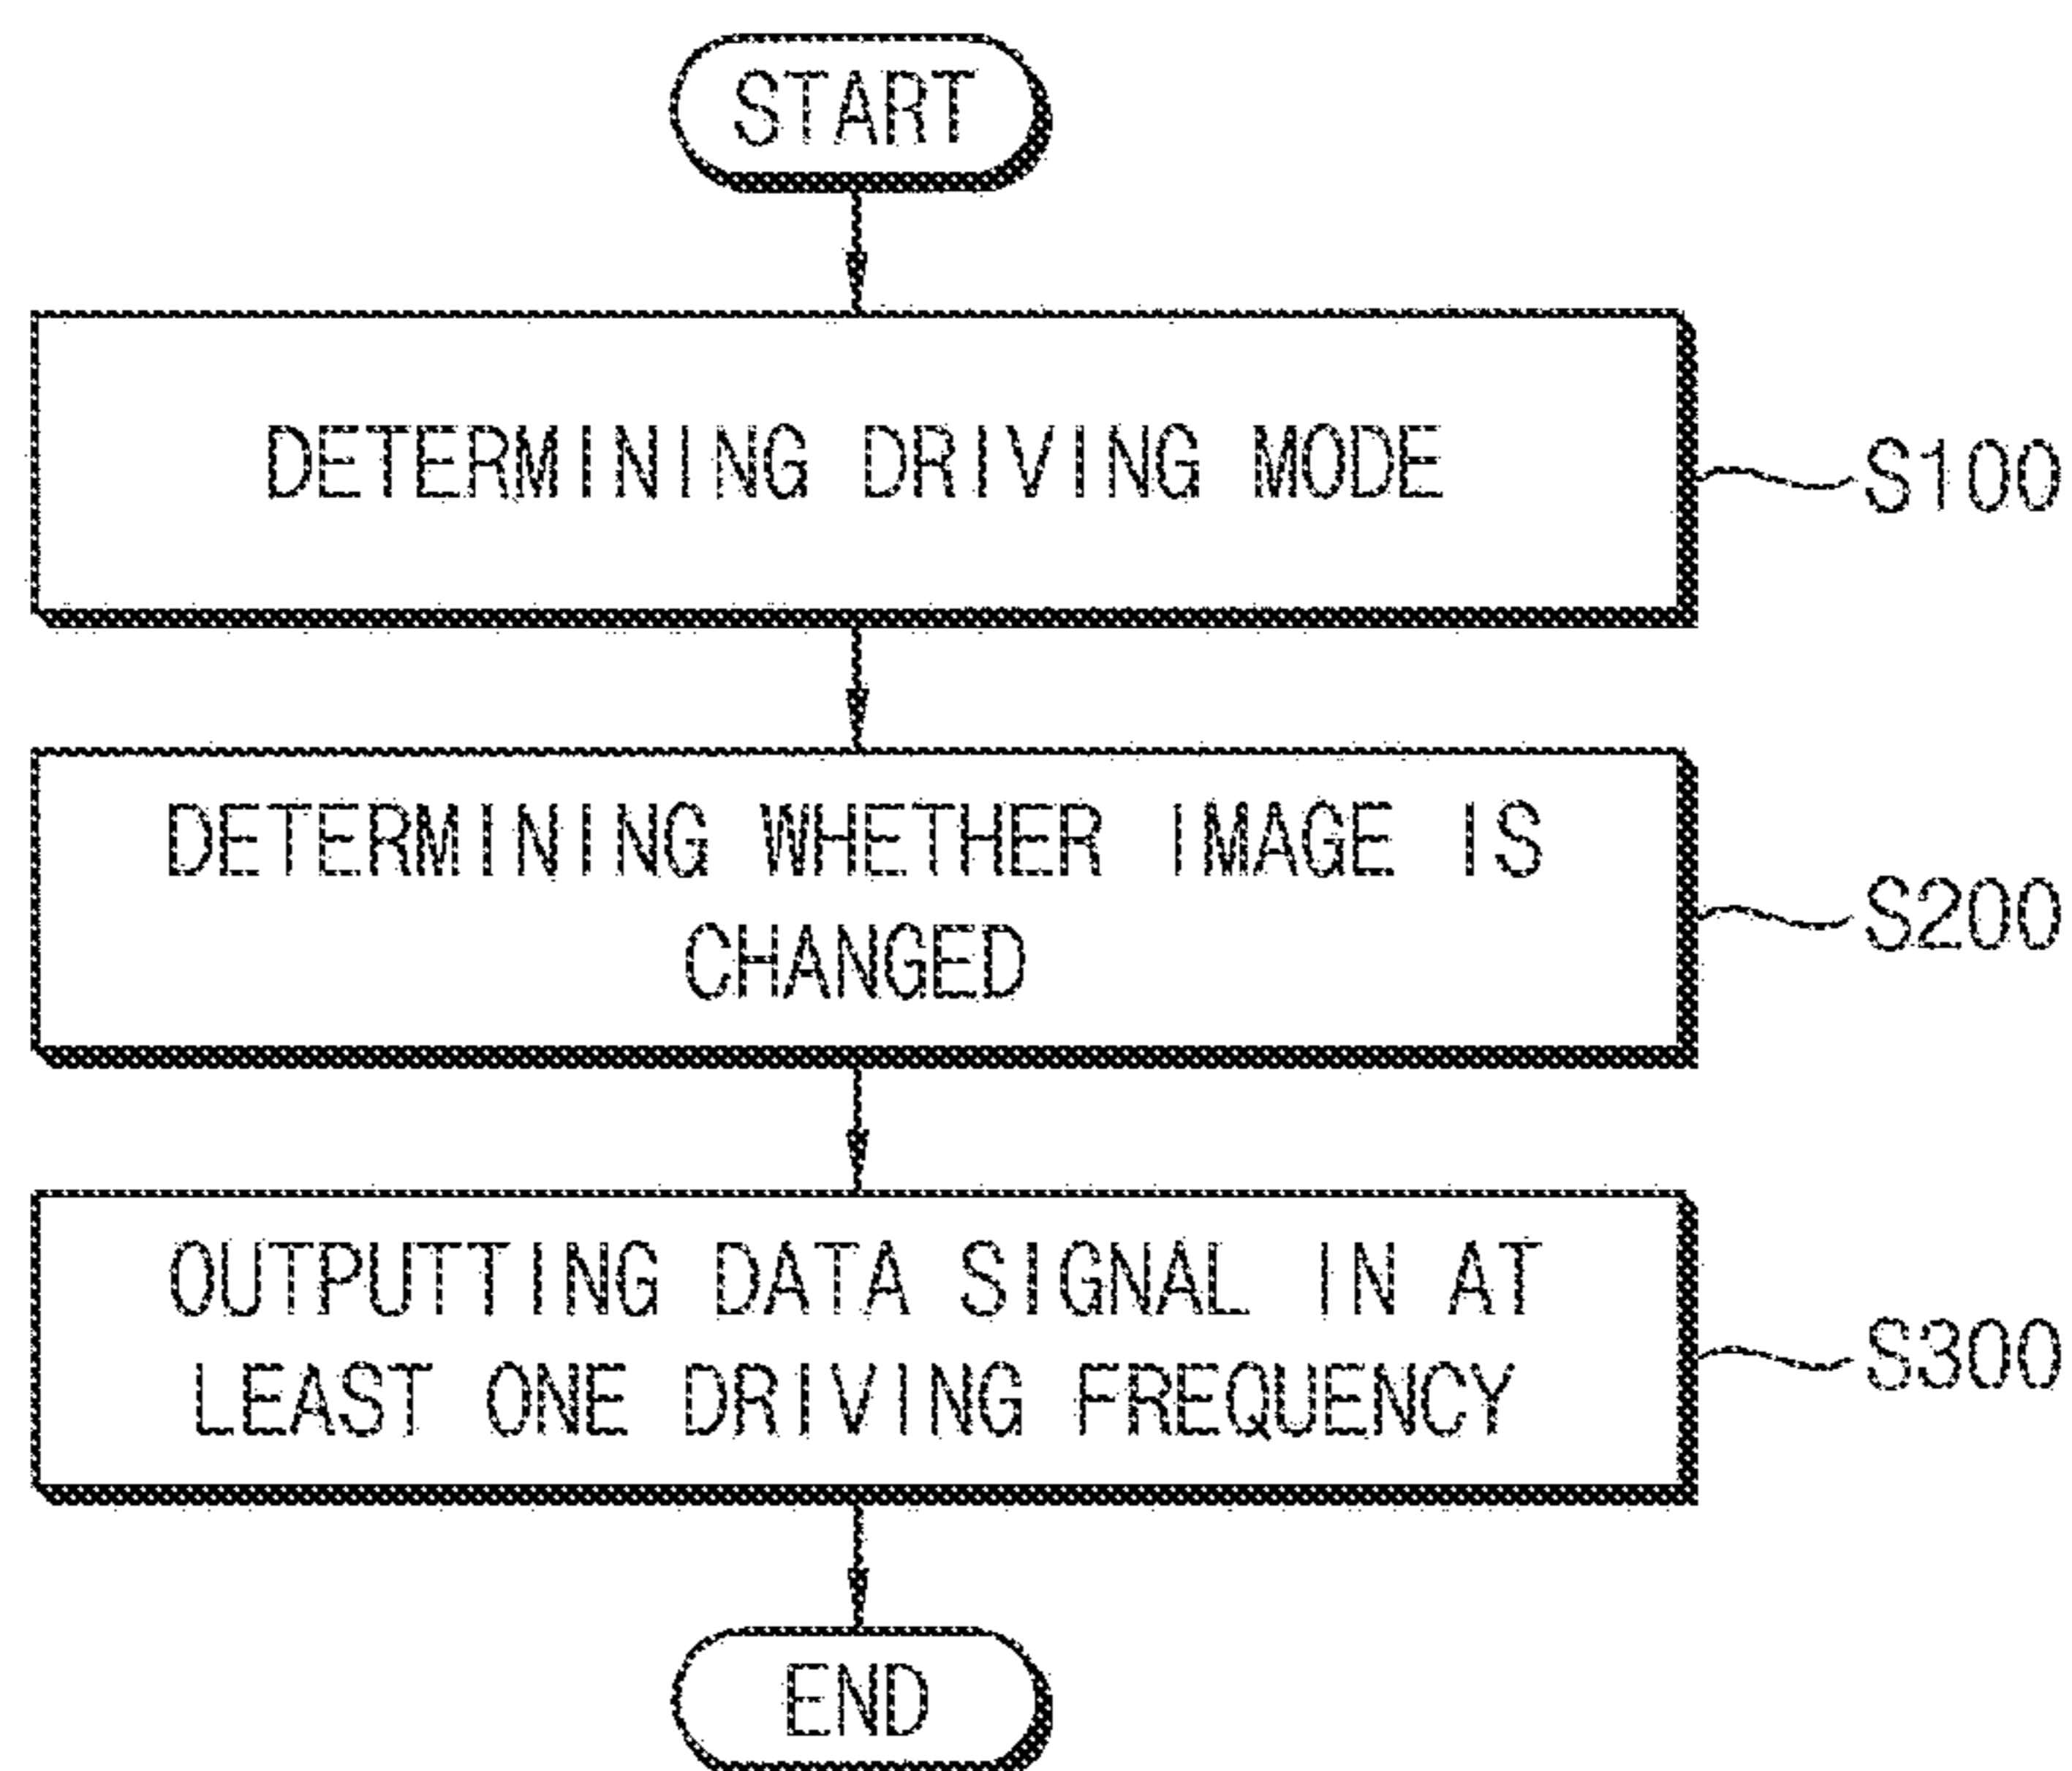 START
DETERMINING DRIVING MODE
S100
DETERMINING WHETHER IMAGE IS
CHANGED
S200
OUTPUTTING DATA SIGNAL IN AT
LEAST ONE DRIVING FREQUENCY
S300
END